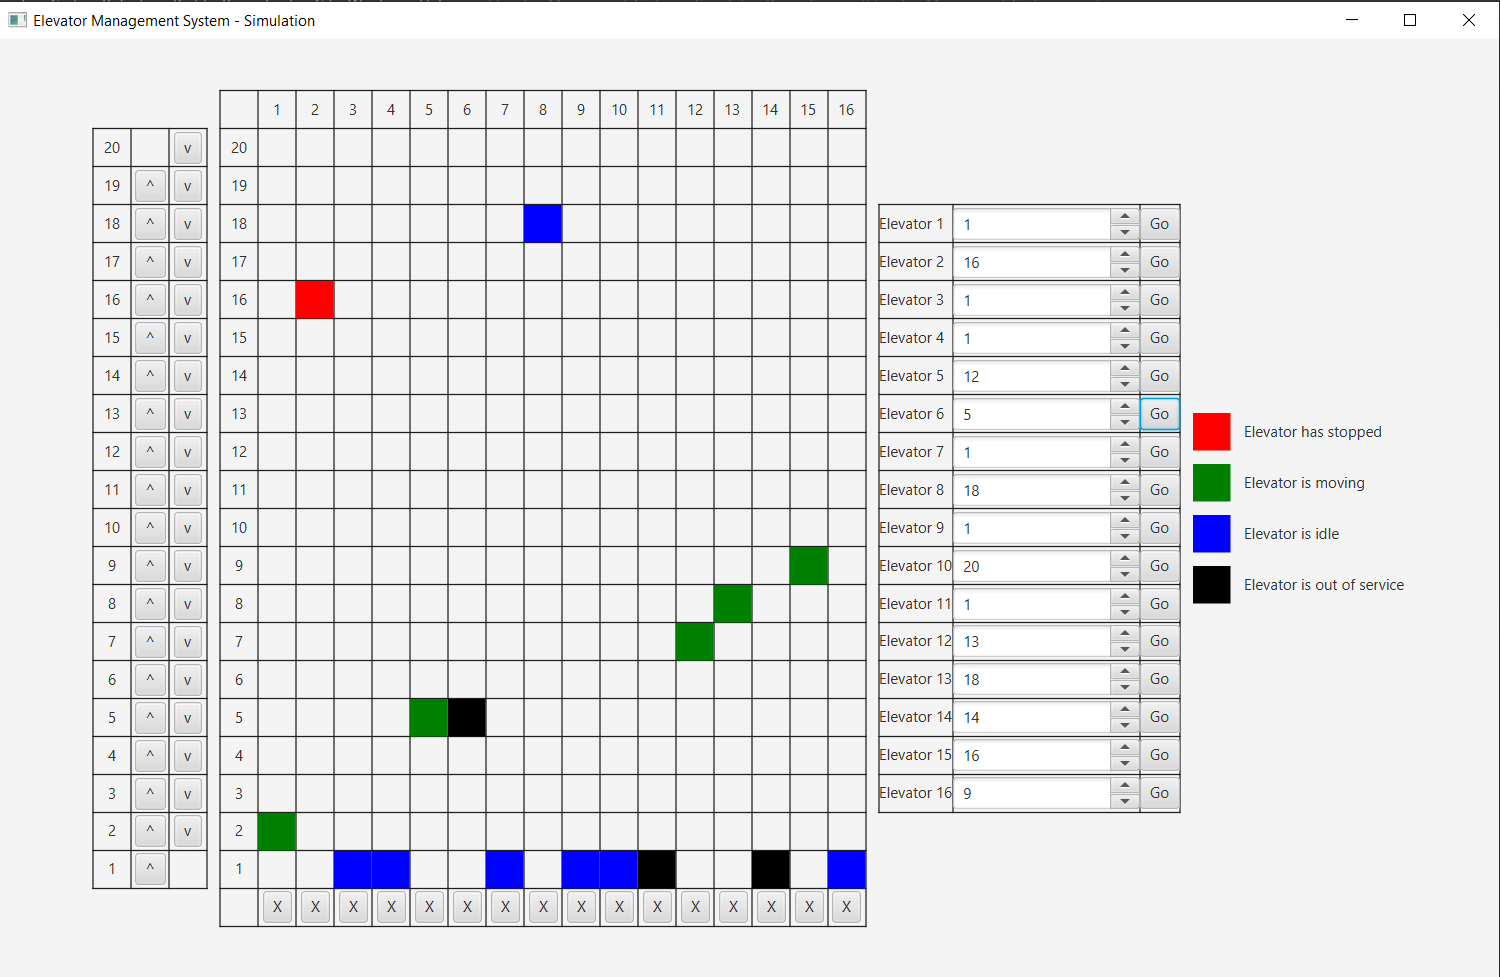 Elevator Management System - Simulation
1 2 3 4 5 6 7 8 9 10 11 12 13 14 15 16
20 v 20
19 ^ v 19
18 ^ v 18 Elevator 1 1 Go
17 ^ v 17 Elevator 2 16 Go
16 ^ v 16 Elevator 3 1 Go
15 ^ v 15 Elevator 4 1 Go
14 ^ v 14 Elevator 5 12 Go
13 ^ v 13 Elevator 6 5 Go
Elevator has stopped
12 ^ v 12 Elevator 7 1 Go
11 ^ v 11 Elevator 8 18 Go
Elevator is moving
10 ^ v 10 Elevator 9 1 Go
Elevator is idle
9 ^ v 9 Elevator 10 20 Go
Elevator is out of service
8 ^ v 8 Elevator 11 1 Go
7 ^ v 7 Elevator 12 13 Go
6 ^ v 6 Elevator 13 18 Go
5 ^ v 5 Elevator 14 14 Go
4 ^ v 4 Elevator 15 16 Go
3 ^ v 3 Elevator 16 9 Go
2 ^ v 2
1 ^ 1
X X X X X X X X X X X X X X X X